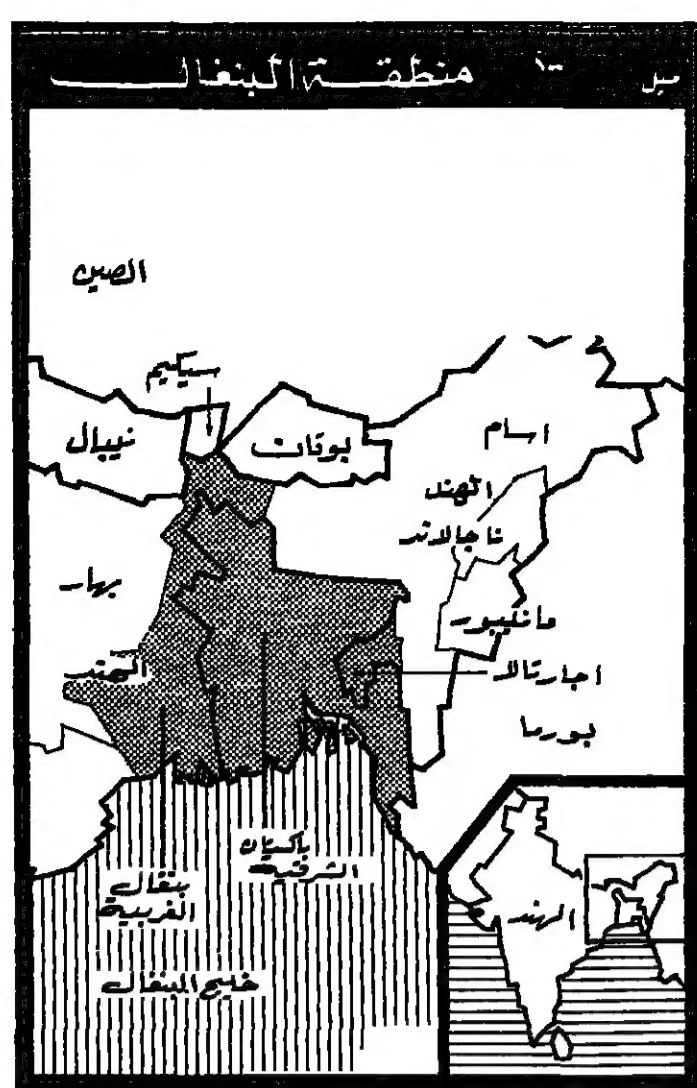 منطقة البنغال
ميل
الصين
سيكيم
نيبال
بوتان
اسام
الهند
ناجالاند
بهار
مانيبور
الهند
اجارتالا
بورما
باكستان
الشرقية
بنغال
الغربية
الهند
خليج البنغال